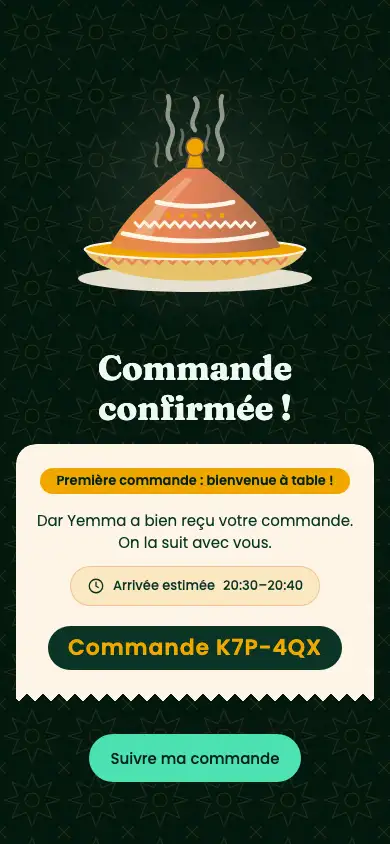 Commande
confirmée !
Première commande : bienvenue à table !
Dar Yemma a bien reçu votre commande.
On la suit avec vous.
Arrivée estimée 20:30–20:40
Commande K7P-4QX
Suivre ma commande